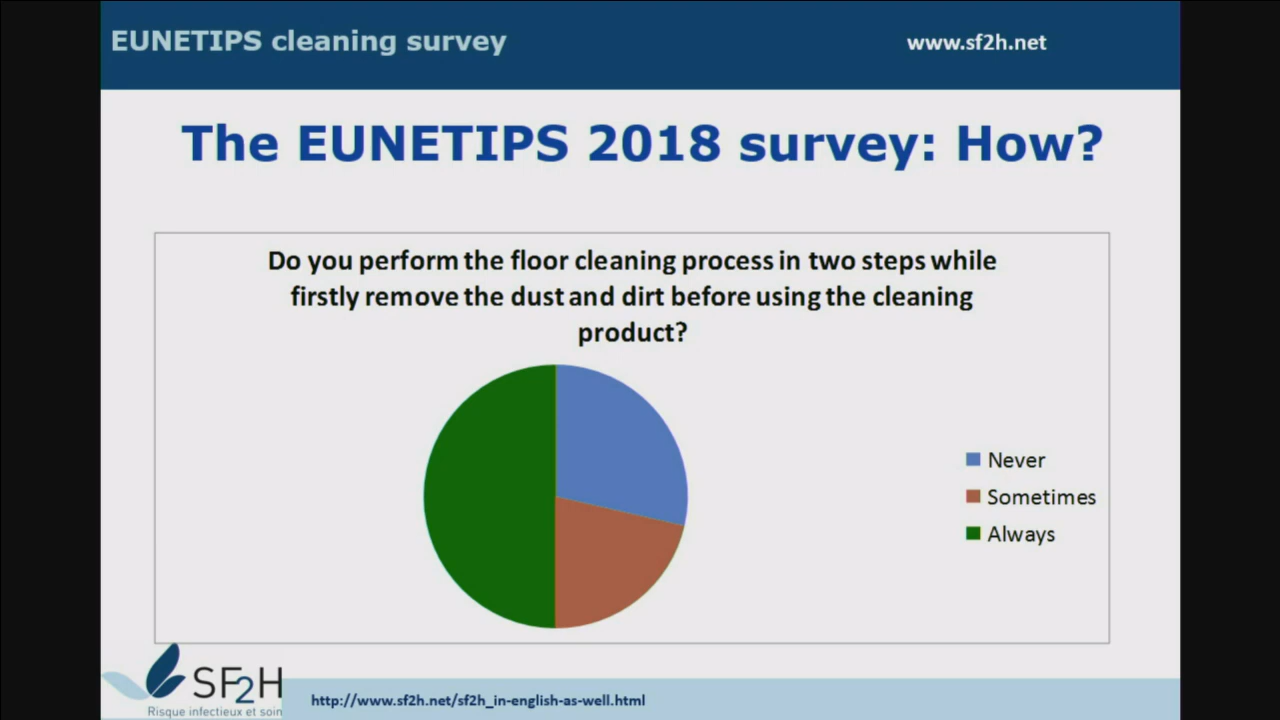 EUNETIPS cleaning survey
www.sf2h.net
The EUNETIPS 2018 survey: How?
Do you perform the floor cleaning process in two steps while
firstly remove the dust and dirt before using the cleaning
product?
Never
Sometimes
Always
SF2H
Risque infectieux et soin
http://www.sf2h.net/sf2h_in-english-as-well.html